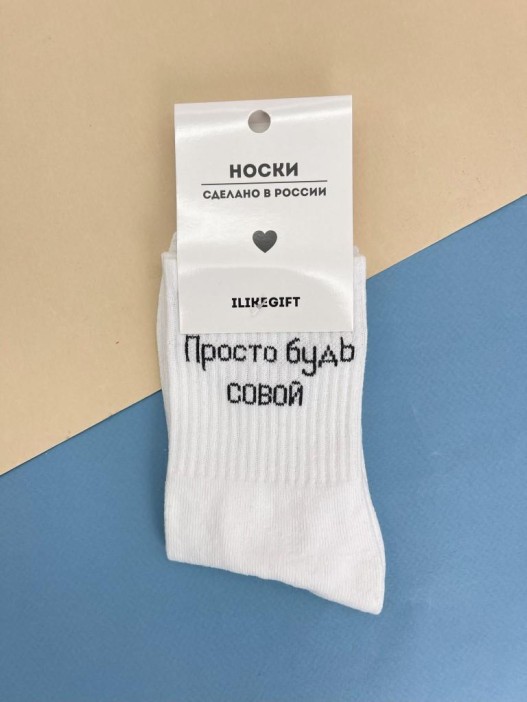 НОСКИ
СДЕЛАНО В РОССИИ
ILIKEGIFT
Просто будь
совой